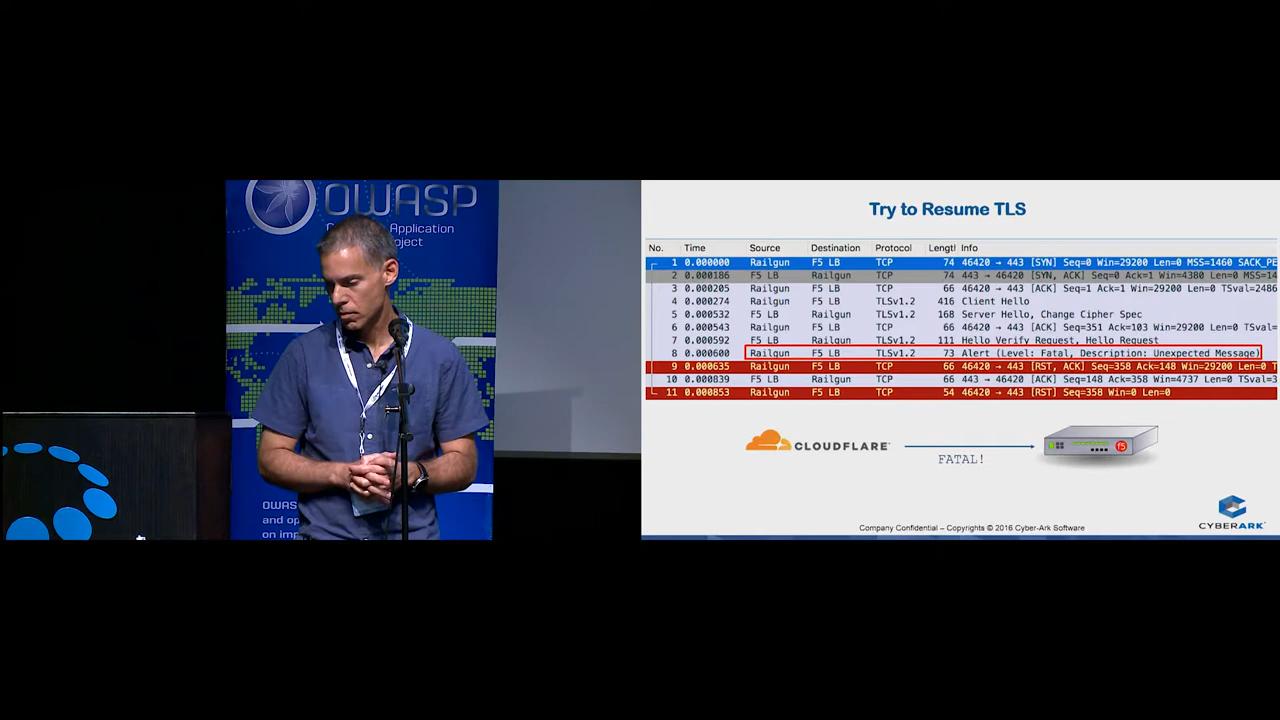 OWASP
Application
roject
OWAS
and op
on im
Try to Resume TLS
No. Time Source Destination Protocol Lengtl Info
1 0.000000 Railgun F5 LB TCP 74 46420 → 443 [SYN] Seq=0 Win=29200 Len=0 MSS=1460 SACK_PE
2 0.000186 F5 LB Railgun TCP 74 443 → 46420 [SYN, ACK] Seq=0 Ack=1 Win=4380 Len=0 MSS=14
3 0.000205 Railgun F5 LB TCP 66 46420 → 443 [ACK] Seq=1 Ack=1 Win=29200 Len=0 TSval=2486
4 0.000274 Railgun F5 LB TLSv1.2 416 Client Hello
5 0.000532 F5 LB Railgun TLSv1.2 168 Server Hello, Change Cipher Spec
6 0.000543 Railgun F5 LB TCP 66 46420 → 443 [ACK] Seq=351 Ack=103 Win=29200 Len=0 TSval=
7 0.000592 F5 LB Railgun TLSv1.2 111 Hello Verify Request, Hello Request
8 0.000600 Railgun F5 LB TLSv1.2 73 Alert (Level: Fatal, Description: Unexpected Message)
9 0.000635 Railgun F5 LB TCP 66 46420 → 443 [RST, ACK] Seq=358 Ack=148 Win=29200 Len=0 T
10 0.000839 F5 LB Railgun TCP 66 443 → 46420 [ACK] Seq=148 Ack=358 Win=4737 Len=0 TSval=3
11 0.000853 Railgun F5 LB TCP 54 46420 → 443 [RST] Seq=358 Win=0 Len=0
CLOUDFLARE
FATAL!
f5
Company Confidential – Copyrights © 2016 Cyber-Ark Software
CYBERARK